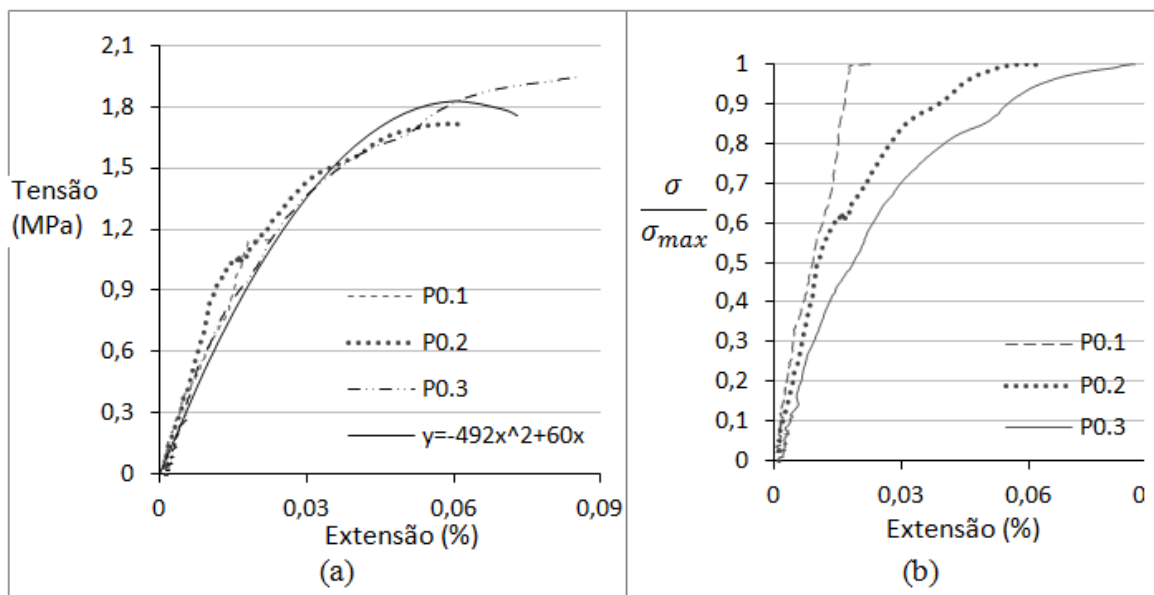 2,1
1,8
1,5
Tensão
(MPa)
1,2
0,9
0,6
0,3
0
0
0,03
0,06
0,09
Extensão (%)
P0.1
P0.2
P0.3
y=-492x^2+60x
(a)
1
0,9
0,8
0,7
σ
σmax
0,6
0,5
0,4
0,3
0,2
0,1
0
0
0,03
0,06
0
Extensão (%)
P0.1
P0.2
P0.3
(b)